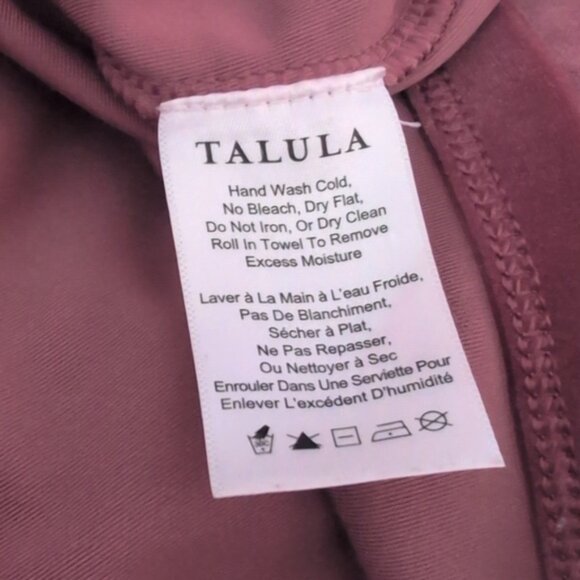 TALULA
Hand Wash Cold,
No Bleach, Dry Flat,
Do Not Iron, Or Dry Clean
Roll In Towel To Remove
Excess Moisture
Laver à La Main à L'eau Froide,
Pas De Blanchiment,
Sécher à Plat,
Ne Pas Repasser,
Ou Nettoyer à Sec
Enrouler Dans Une Serviette Pour
Enlever L'excédent D'humidité